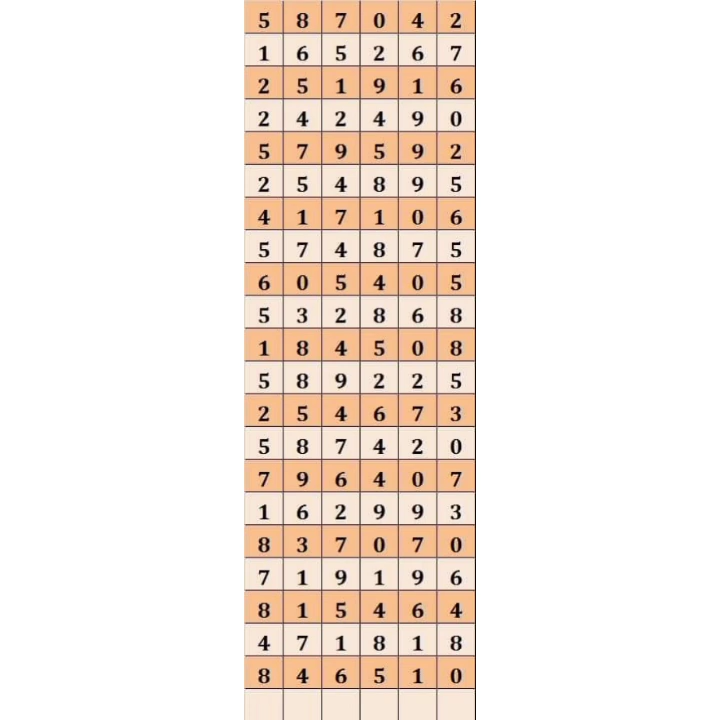 5 8 7 0 4 2
1 6 5 2 6 7
2 5 1 9 1 6
2 4 2 4 9 0
5 7 9 5 9 2
2 5 4 8 9 5
4 1 7 1 0 6
5 7 4 8 7 5
6 0 5 4 0 5
5 3 2 8 6 8
1 8 4 5 0 8
5 8 9 2 2 5
2 5 4 6 7 3
5 8 7 4 2 0
7 9 6 4 0 7
1 6 2 9 9 3
8 3 7 0 7 0
7 1 9 1 9 6
8 1 5 4 6 4
4 7 1 8 1 8
8 4 6 5 1 0